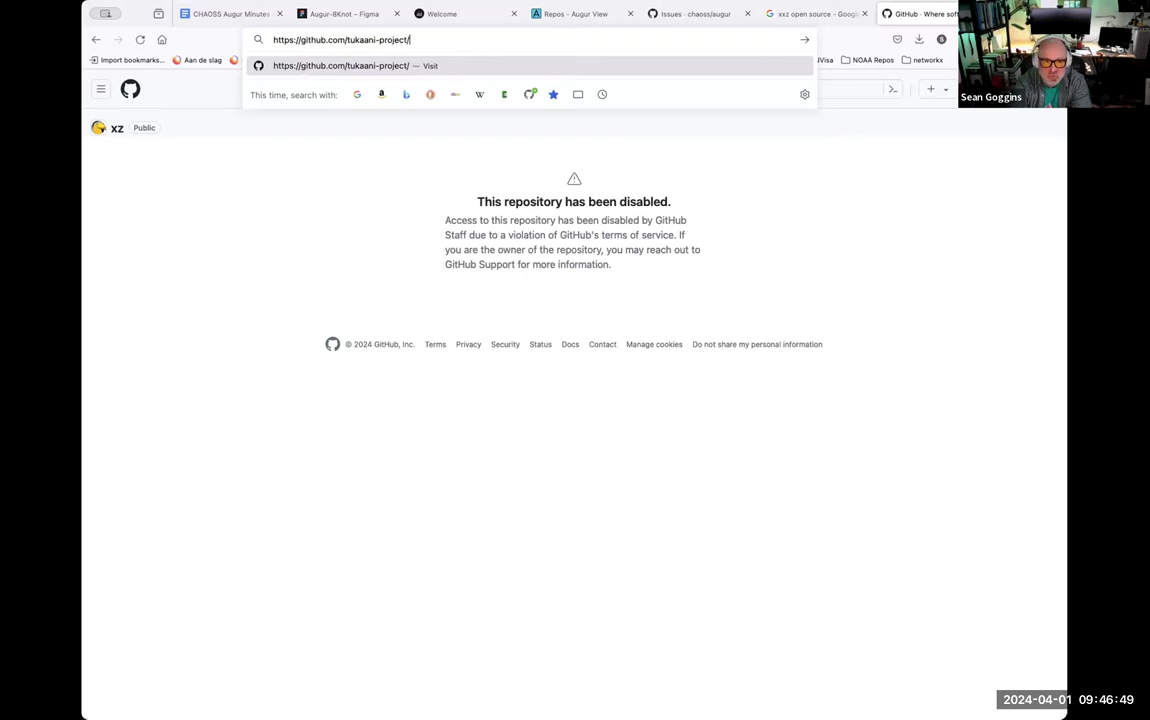 CHAOSS Augur Minutes
Augur-8Knot – Figma
Welcome
Repos - Augur View
Issues · chaoss/augur
xxz open source - Goog
GitHub · Where soft
https://github.com/tukaani-project/
https://github.com/tukaani-project/ — Visit
Import bookmarks...
Aan de slag
Visa
NOAA Repos
networkx
This time, search with:
Sean Goggins
xz
Public
This repository has been disabled.
Access to this repository has been disabled by GitHub
Staff due to a violation of GitHub's terms of service. If
you are the owner of the repository, you may reach out to
GitHub Support for more information.
© 2024 GitHub, Inc.
Terms
Privacy
Security
Status
Docs
Contact
Manage cookies
Do not share my personal information
2024-04-01 09:46:49